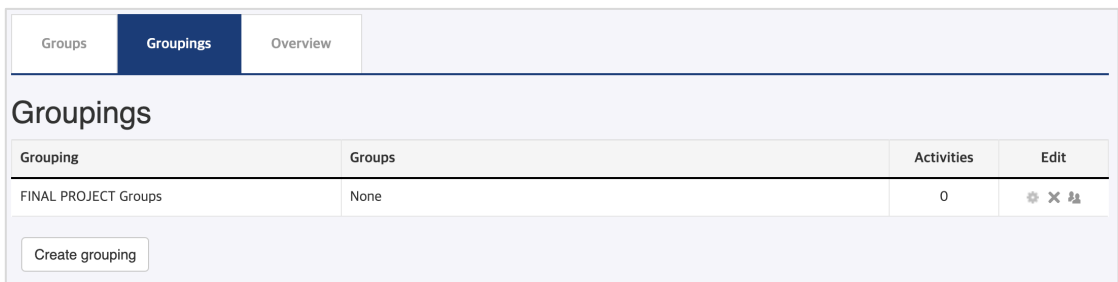 Groups Groupings Overview
Groupings
Grouping Groups Activities Edit
FINAL PROJECT Groups None 0
Create grouping